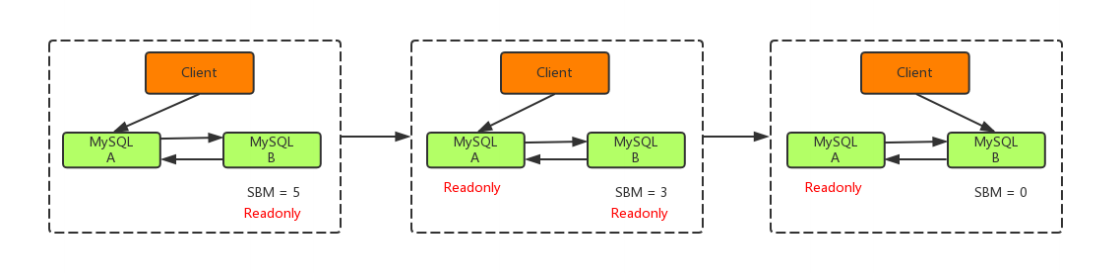 Client
MySQL
A
MySQL
B
SBM = 5
Readonly
Client
MySQL
A
MySQL
B
Readonly
SBM = 3
Readonly
Client
MySQL
A
MySQL
B
Readonly
SBM = 0